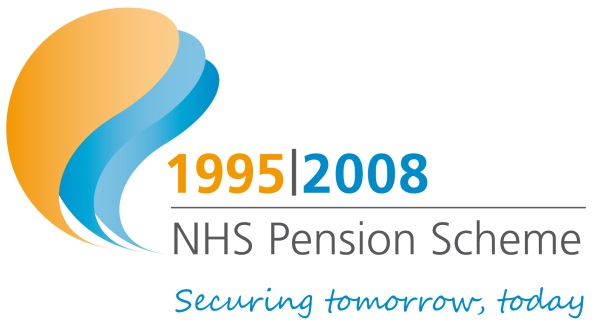 1995|2008
NHS Pension Scheme
Securing tomorrow, today